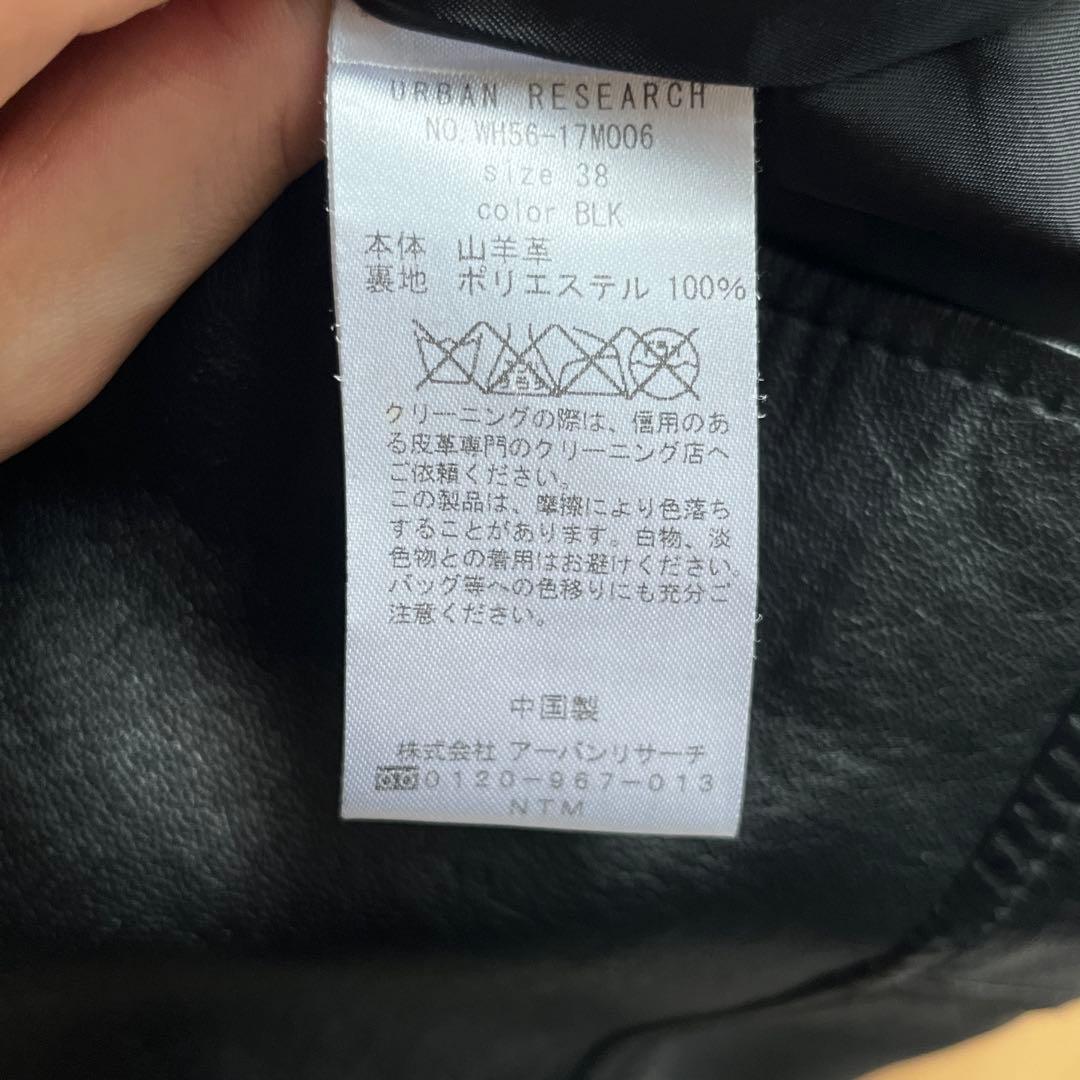 URBAN RESEARCH
NO.WH56-17M006
size 38
color BLK
本体 山羊革
裏地 ポリエステル 100%
クリーニングの際は、信用のあ
る皮革専門のクリーニング店へ
ご依頼ください。
この製品は、摩擦により色落ち
することがあります。白物、淡
色物との着用はお避けください。
バッグ等への色移りにも充分ご
注意ください。
中国製
株式会社 アーバンリサーチ
0120-967-013
NTM